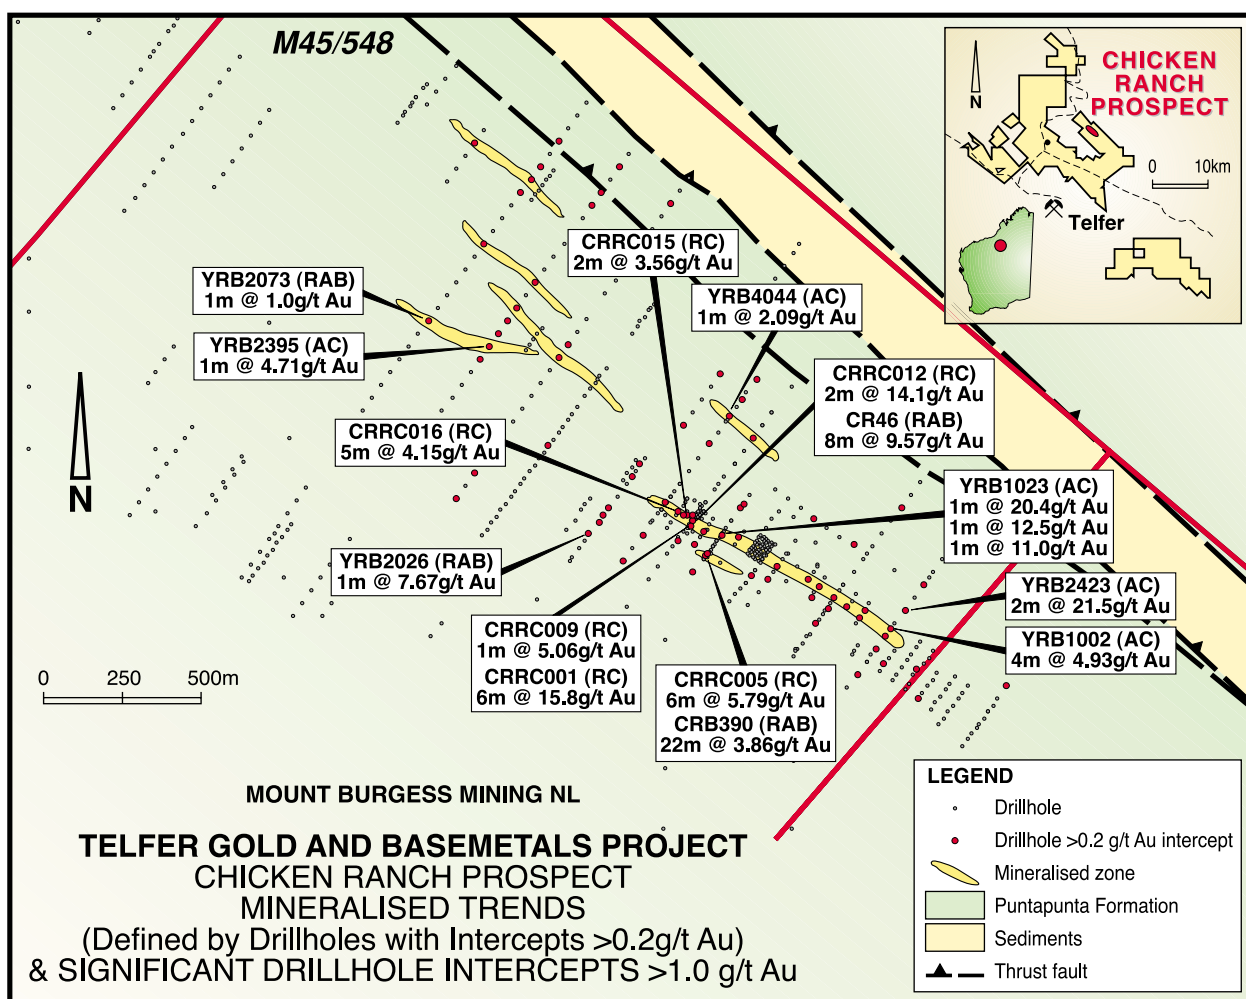 M45/548
CHICKEN
RANCH
PROSPECT
N
0 10km
Telfer
CRRC015 (RC)
2m @ 3.56g/t Au
YRB2073 (RAB)
1m @ 1.0g/t Au
YRB4044 (AC)
1m @ 2.09g/t Au
YRB2395 (AC)
1m @ 4.71g/t Au
CRRC012 (RC)
2m @ 14.1g/t Au
CR46 (RAB)
8m @ 9.57g/t Au
CRRC016 (RC)
5m @ 4.15g/t Au
N
YRB1023 (AC)
1m @ 20.4g/t Au
1m @ 12.5g/t Au
1m @ 11.0g/t Au
YRB2026 (RAB)
1m @ 7.67g/t Au
YRB2423 (AC)
2m @ 21.5g/t Au
YRB1002 (AC)
4m @ 4.93g/t Au
CRRC009 (RC)
1m @ 5.06g/t Au
CRRC001 (RC)
6m @ 15.8g/t Au
CRRC005 (RC)
6m @ 5.79g/t Au
CRB390 (RAB)
22m @ 3.86g/t Au
0 250 500m
MOUNT BURGESS MINING NL
TELFER GOLD AND BASEMETALS PROJECT
CHICKEN RANCH PROSPECT
MINERALISED TRENDS
(Defined by Drillholes with Intercepts >0.2g/t Au)
& SIGNIFICANT DRILLHOLE INTERCEPTS >1.0 g/t Au
LEGEND
Drillhole
Drillhole >0.2 g/t Au intercept
Mineralised zone
Puntapunta Formation
Sediments
Thrust fault